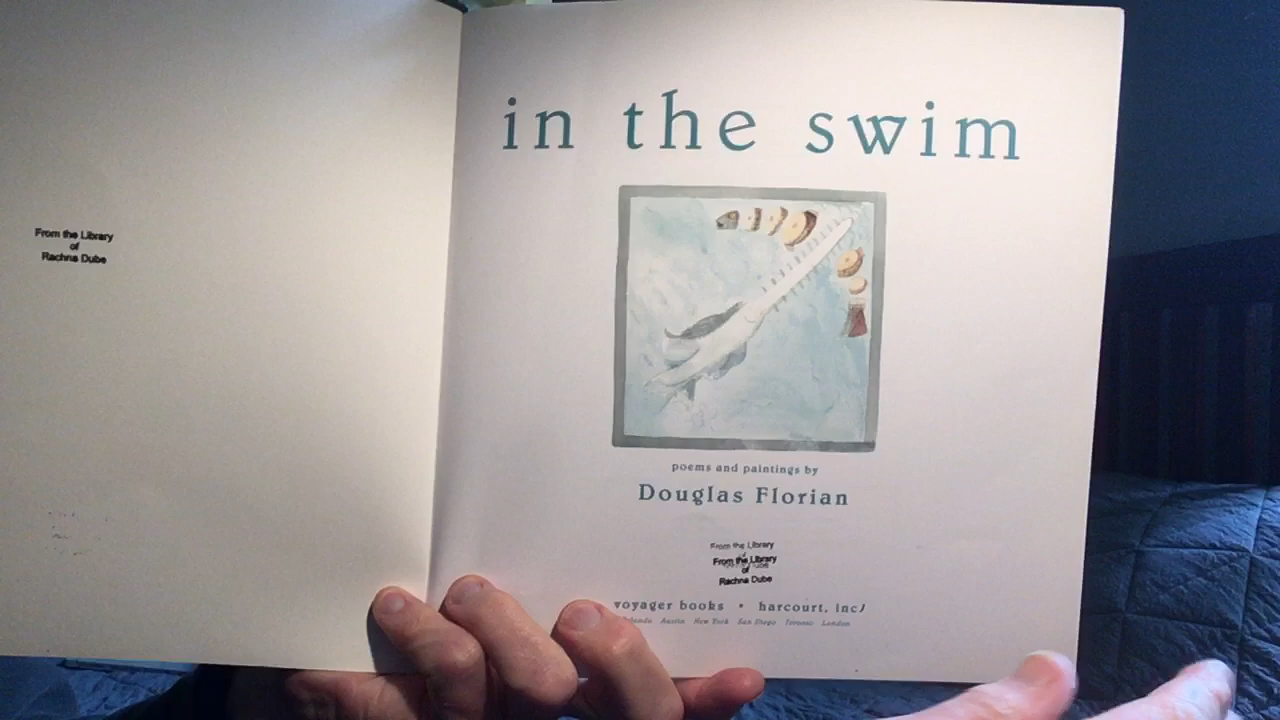 From the Library
of
Rachna Dube
in the swim
poems and paintings by
Douglas Florian
From the Library
From the Library
of
Rachna Dube
voyager books • harcourt, inc
Orlando Austin New York San Diego Toronto London